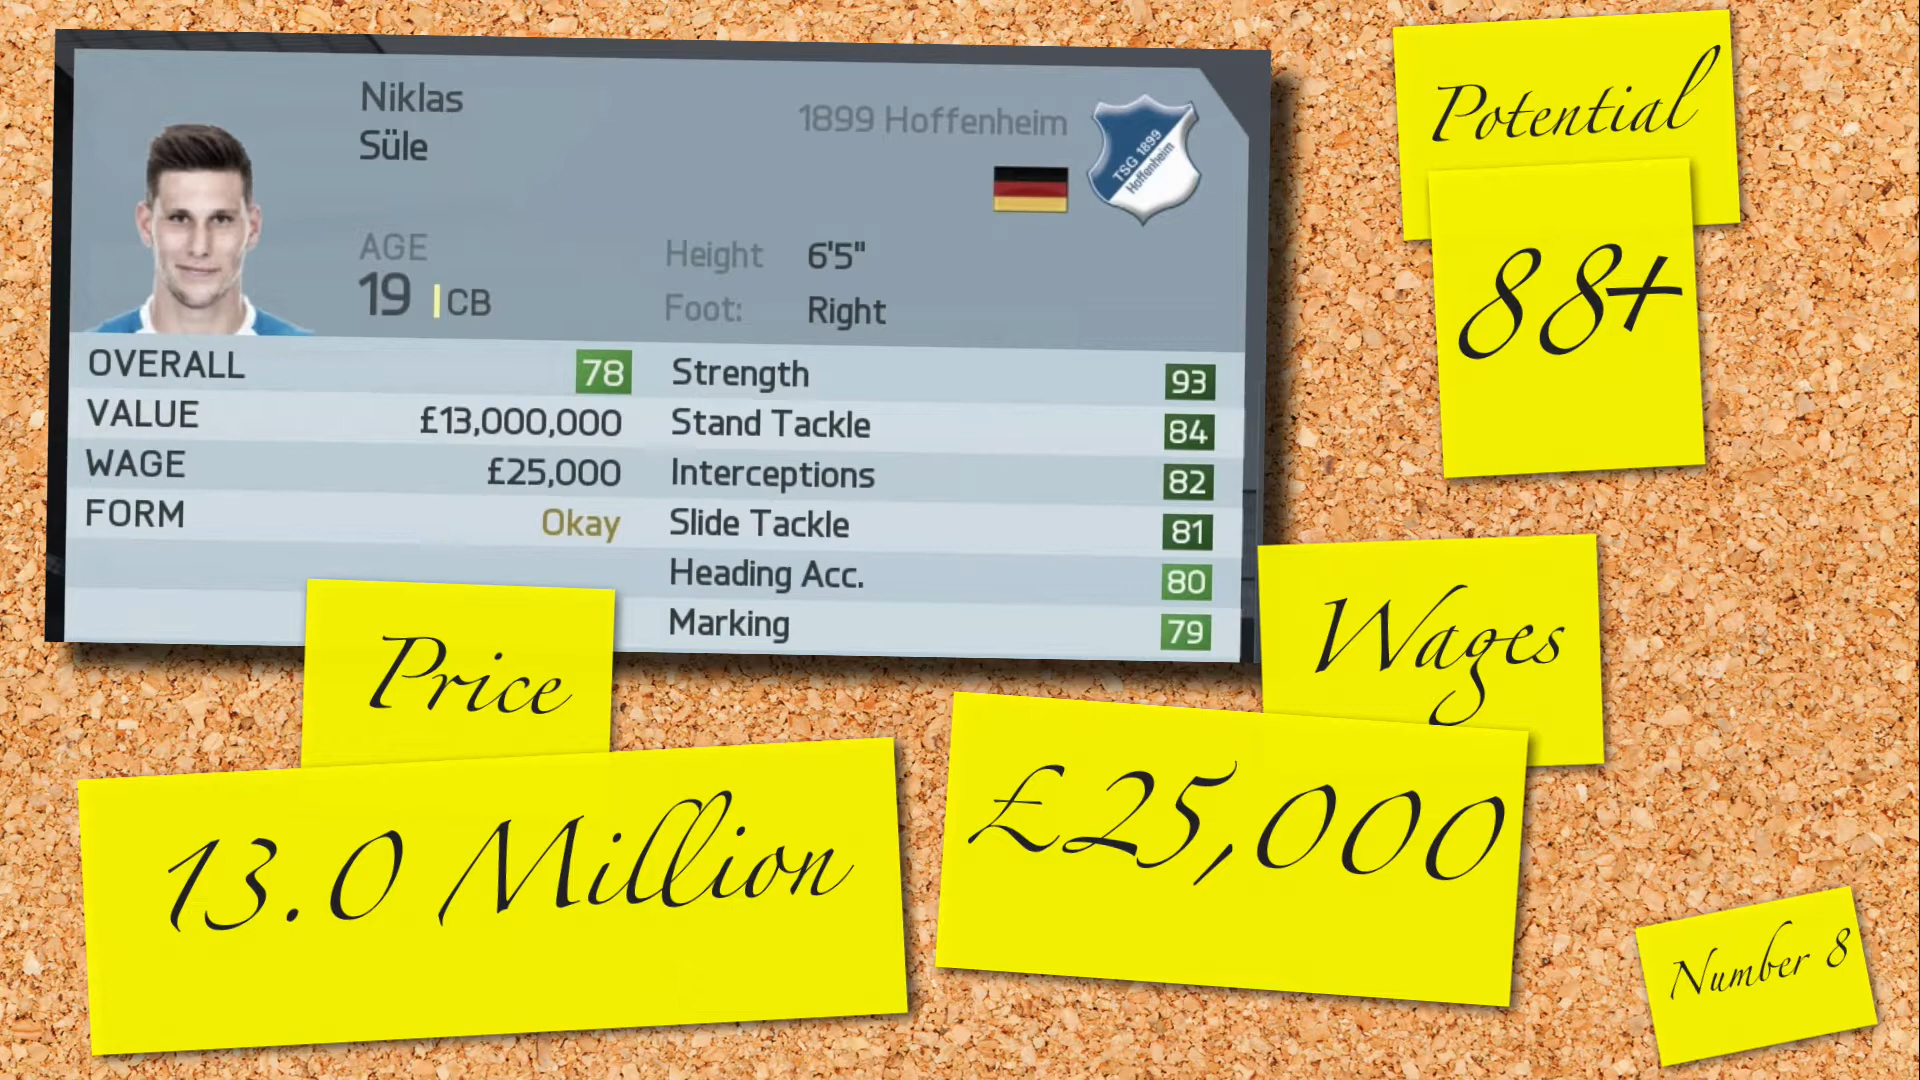 Niklas
Süle
1899 Hoffenheim
TSG 1899
Hoffenheim
AGE
19 CB
Height 6'5"
Foot: Right
OVERALL 78
VALUE £13,000,000
WAGE £25,000
FORM Okay
Strength 93
Stand Tackle 84
Interceptions 82
Slide Tackle 81
Heading Acc. 80
Marking 79
Potential
88+
Price
13.0 Million
Wages
£25,000
Number 8